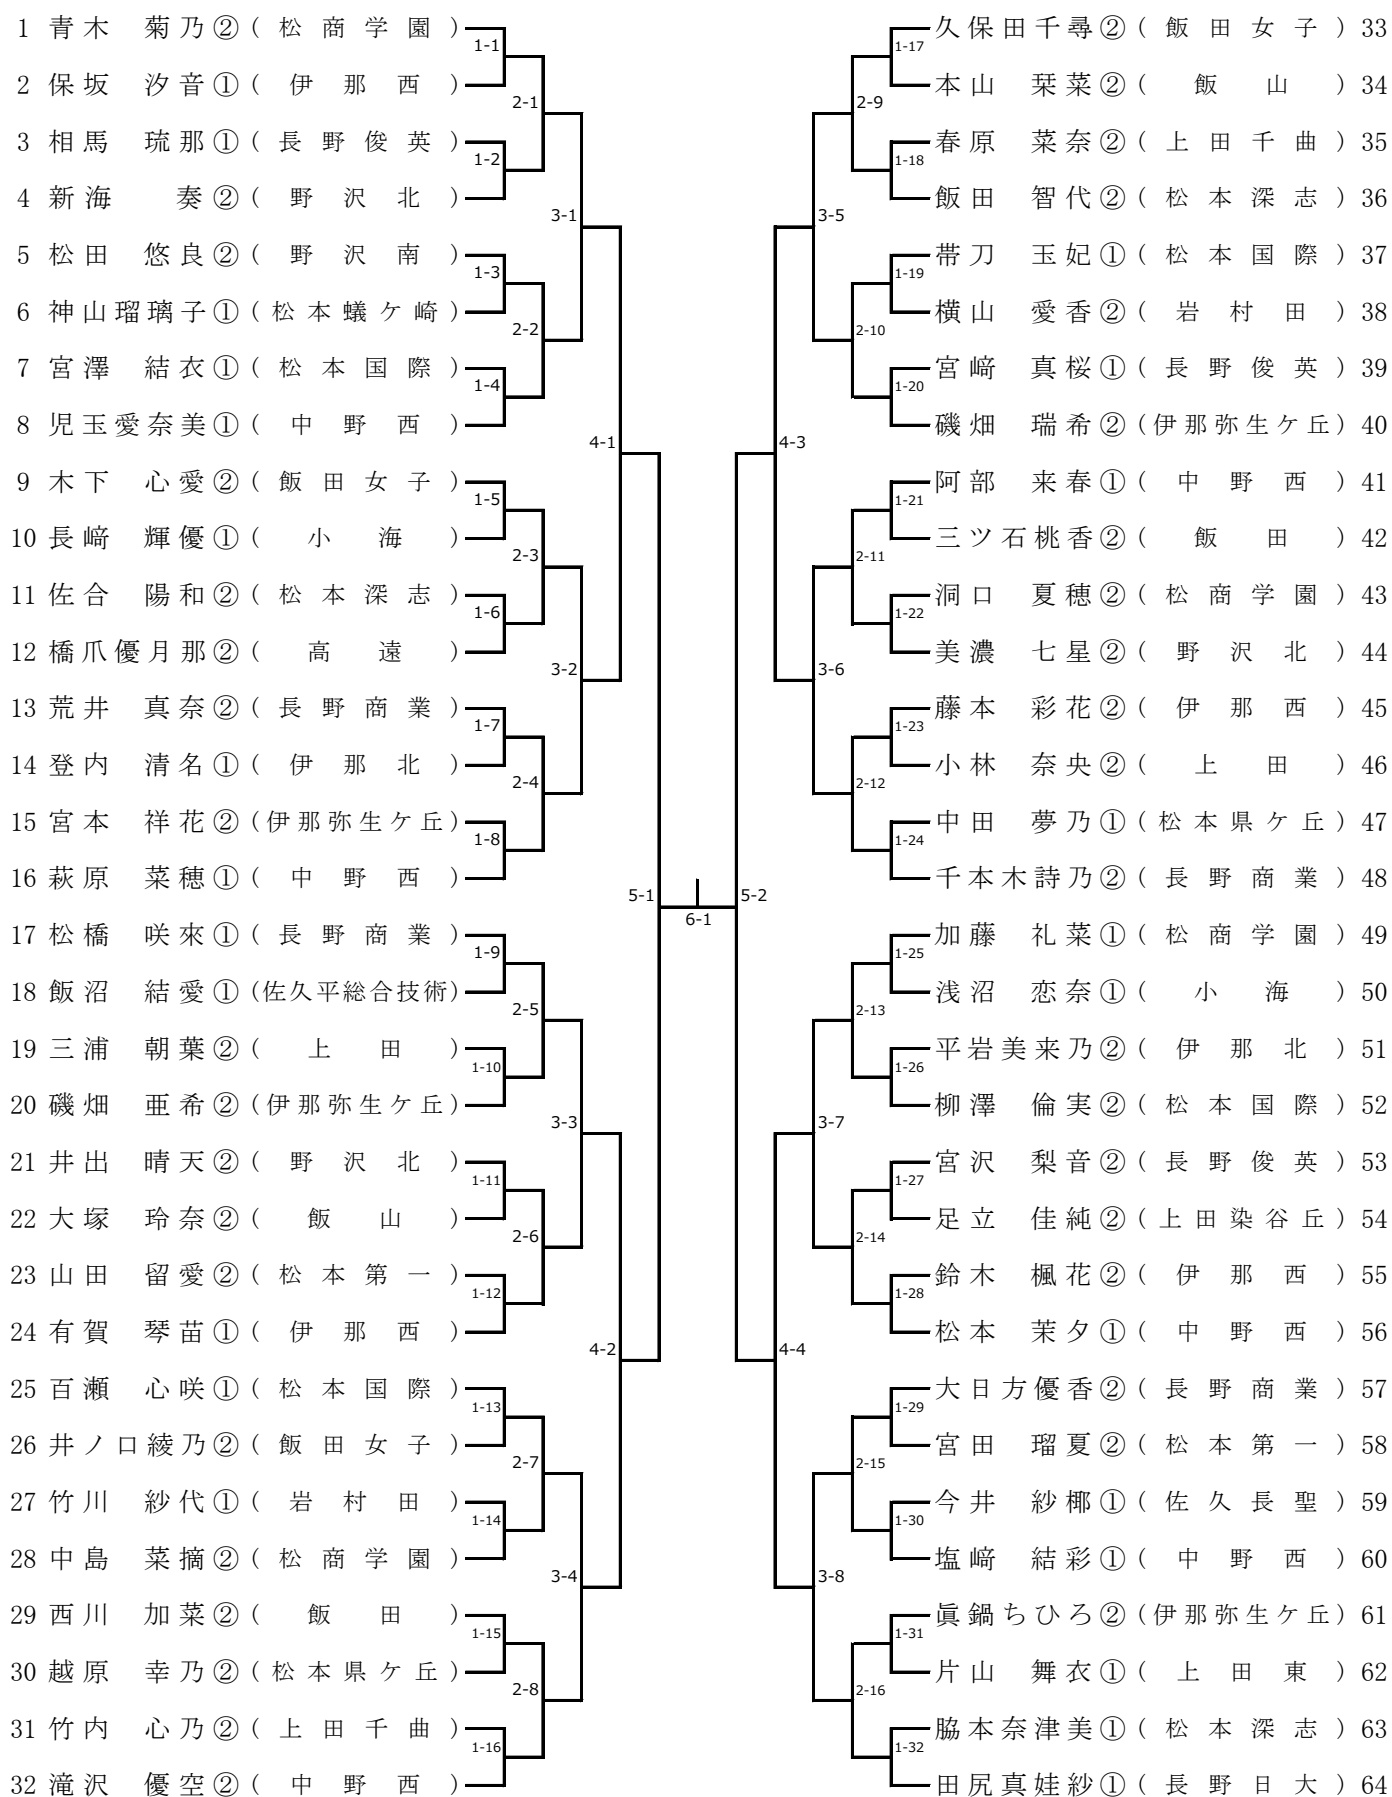 1 青木 菊乃②(松商学園)
1-1
2 保坂 汐音①(伊那西)
2-1
3 相馬 琉那①(長野俊英)
1-2
4 新海 奏②(野沢北)
3-1
5 松田 悠良②(野沢南)
1-3
6 神山瑠璃子①(松本蟻ケ崎)
2-2
7 宮澤 結衣①(松本国際)
1-4
8 児玉愛奈美①(中野西)
4-1
9 木下 心愛②(飯田女子)
1-5
10 長﨑 輝優①(小海)
2-3
11 佐合 陽和②(松本深志)
1-6
12 橋爪優月那②(高遠)
3-2
13 荒井 真奈②(長野商業)
1-7
14 登内 清名①(伊那北)
2-4
15 宮本 祥花②(伊那弥生ケ丘)
1-8
16 萩原 菜穂①(中野西)
5-1
17 松橋 咲來①(長野商業)
1-9
18 飯沼 結愛①(佐久平総合技術)
2-5
19 三浦 朝葉②(上田)
1-10
20 磯畑 亜希②(伊那弥生ケ丘)
3-3
21 井出 晴天②(野沢北)
1-11
22 大塚 玲奈②(飯山)
2-6
23 山田 留愛②(松本第一)
1-12
24 有賀 琴苗①(伊那西)
4-2
25 百瀬 心咲①(松本国際)
1-13
26 井ノ口綾乃②(飯田女子)
2-7
27 竹川 紗代①(岩村田)
1-14
28 中島 菜摘②(松商学園)
3-4
29 西川 加菜②(飯田)
1-15
30 越原 幸乃②(松本県ケ丘)
2-8
31 竹内 心乃②(上田千曲)
1-16
32 滝沢 優空②(中野西)
6-1
久保田千尋②(飯田女子)33
1-17
本山 栞菜②(飯山)34
2-9
春原 菜奈②(上田千曲)35
1-18
飯田 智代②(松本深志)36
3-5
帯刀 玉妃①(松本国際)37
1-19
横山 愛香②(岩村田)38
2-10
宮﨑 真桜①(長野俊英)39
1-20
磯畑 瑞希②(伊那弥生ケ丘)40
4-3
阿部 来春①(中野西)41
1-21
三ツ石桃香②(飯田)42
2-11
洞口 夏穂②(松商学園)43
1-22
美濃 七星②(野沢北)44
3-6
藤本 彩花②(伊那西)45
1-23
小林 奈央②(上田)46
2-12
中田 夢乃①(松本県ケ丘)47
1-24
千本木詩乃②(長野商業)48
5-2
加藤 礼菜①(松商学園)49
1-25
浅沼 恋奈①(小海)50
2-13
平岩美来乃②(伊那北)51
1-26
柳澤 倫実②(松本国際)52
3-7
宮沢 梨音②(長野俊英)53
1-27
足立 佳純②(上田染谷丘)54
2-14
鈴木 楓花②(伊那西)55
1-28
松本 茉夕①(中野西)56
4-4
大日方優香②(長野商業)57
1-29
宮田 瑠夏②(松本第一)58
2-15
今井 紗椰①(佐久長聖)59
1-30
塩﨑 結彩①(中野西)60
3-8
眞鍋ちひろ②(伊那弥生ケ丘)61
1-31
片山 舞衣①(上田東)62
2-16
脇本奈津美①(松本深志)63
1-32
田尻真娃紗①(長野日大)64